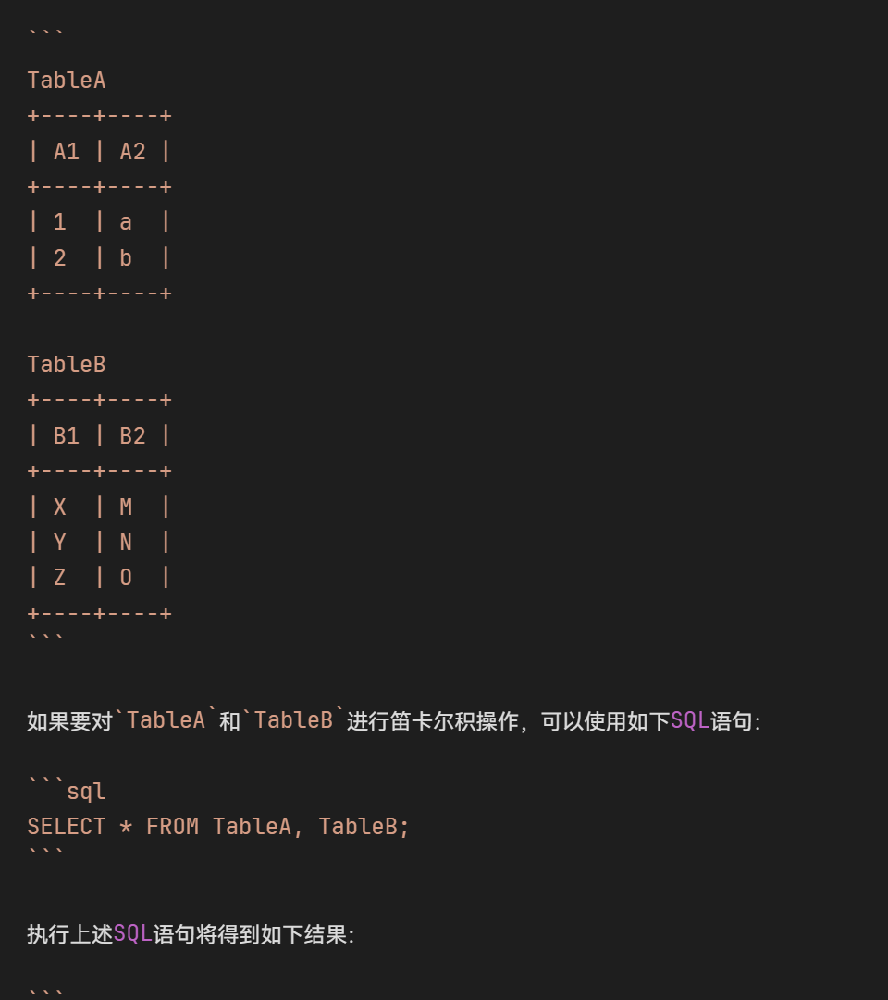 ```
TableA
+----+----+
| A1 | A2 |
+----+----+
| 1  | a  |
| 2  | b  |
+----+----+
TableB
+----+----+
| B1 | B2 |
+----+----+
| X  | M  |
| Y  | N  |
| Z  | O  |
+----+----+
```
如果要对`TableA`和`TableB`进行笛卡尔积操作，可以使用如下SQL语句：
```sql
SELECT * FROM TableA, TableB;
```
执行上述SQL语句将得到如下结果：
```